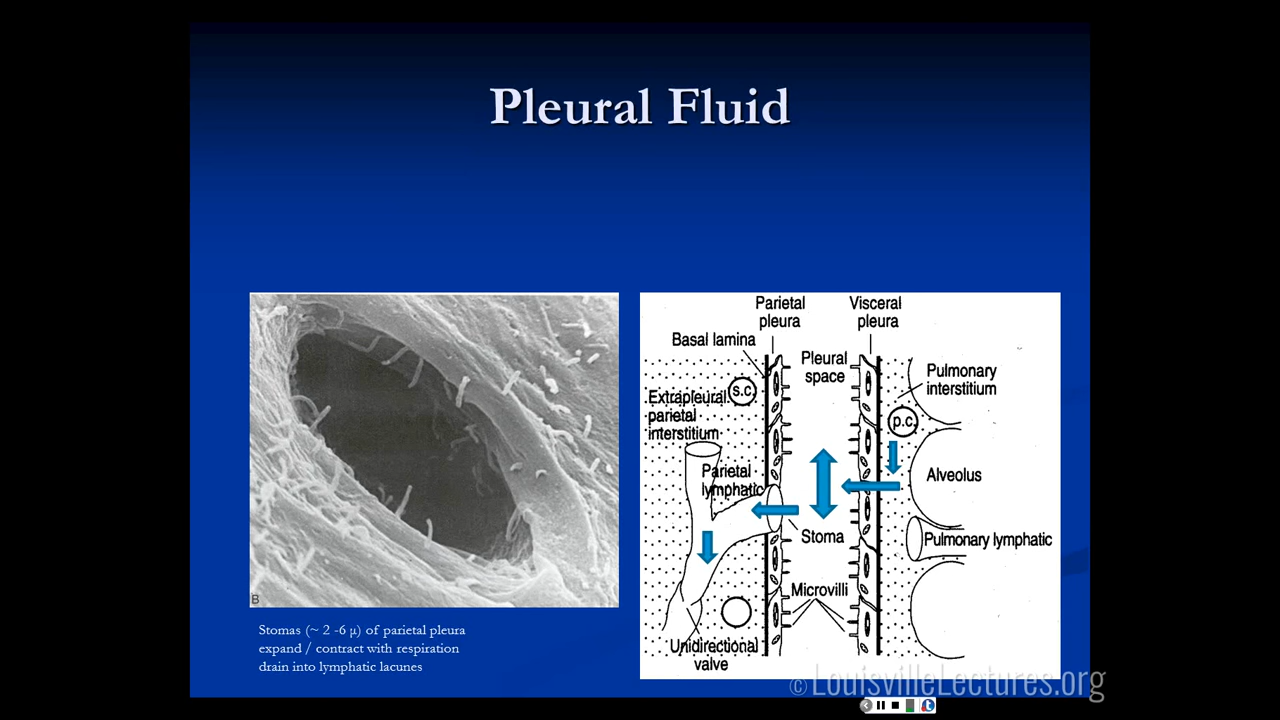 Pleural Fluid
B
Stomas (~ 2 -6 µ) of parietal pleura
expand / contract with respiration
drain into lymphatic lacunes
Parietal
pleura
Visceral
pleura
Basal lamina
Pleural
space
Pulmonary
interstitium
s.c.
Extrapleural
parietal
interstitium
p.c.
Parietal
lymphatic
Alveolus
Stoma
Pulmonary lymphatic
Microvilli
Unidirectional
valve
© LouisvilleLectures.org